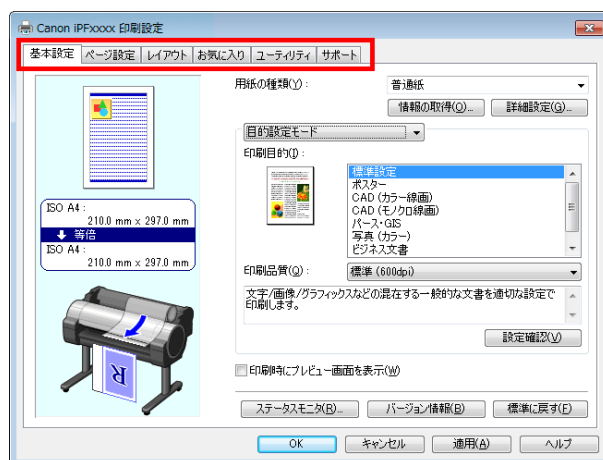 Canon iPFxxxx 印刷設定
基本設定 ページ設定 レイアウト お気に入り ユーティリティ サポート
用紙の種類(Y): 普通紙
情報の取得(O)... 詳細設定(G)...
目的設定モード
印刷目的(I):
標準設定
ポスター
CAD (カラー線画)
CAD (モノクロ線画)
パース・GIS
写真 (カラー)
ビジネス文書
ISO A4:
210.0 mm x 297.0 mm
等倍
ISO A4:
210.0 mm x 297.0 mm
印刷品質(Q): 標準 (600dpi)
文字/画像/グラフィックスなどの混在する一般的な文書を適切な設定で
印刷します。
設定確認(V)
印刷時にプレビュー画面を表示(W)
ステータスモニタ(R)... バージョン情報(B) 標準に戻す(F)
OK キャンセル 適用(A) ヘルプ
R